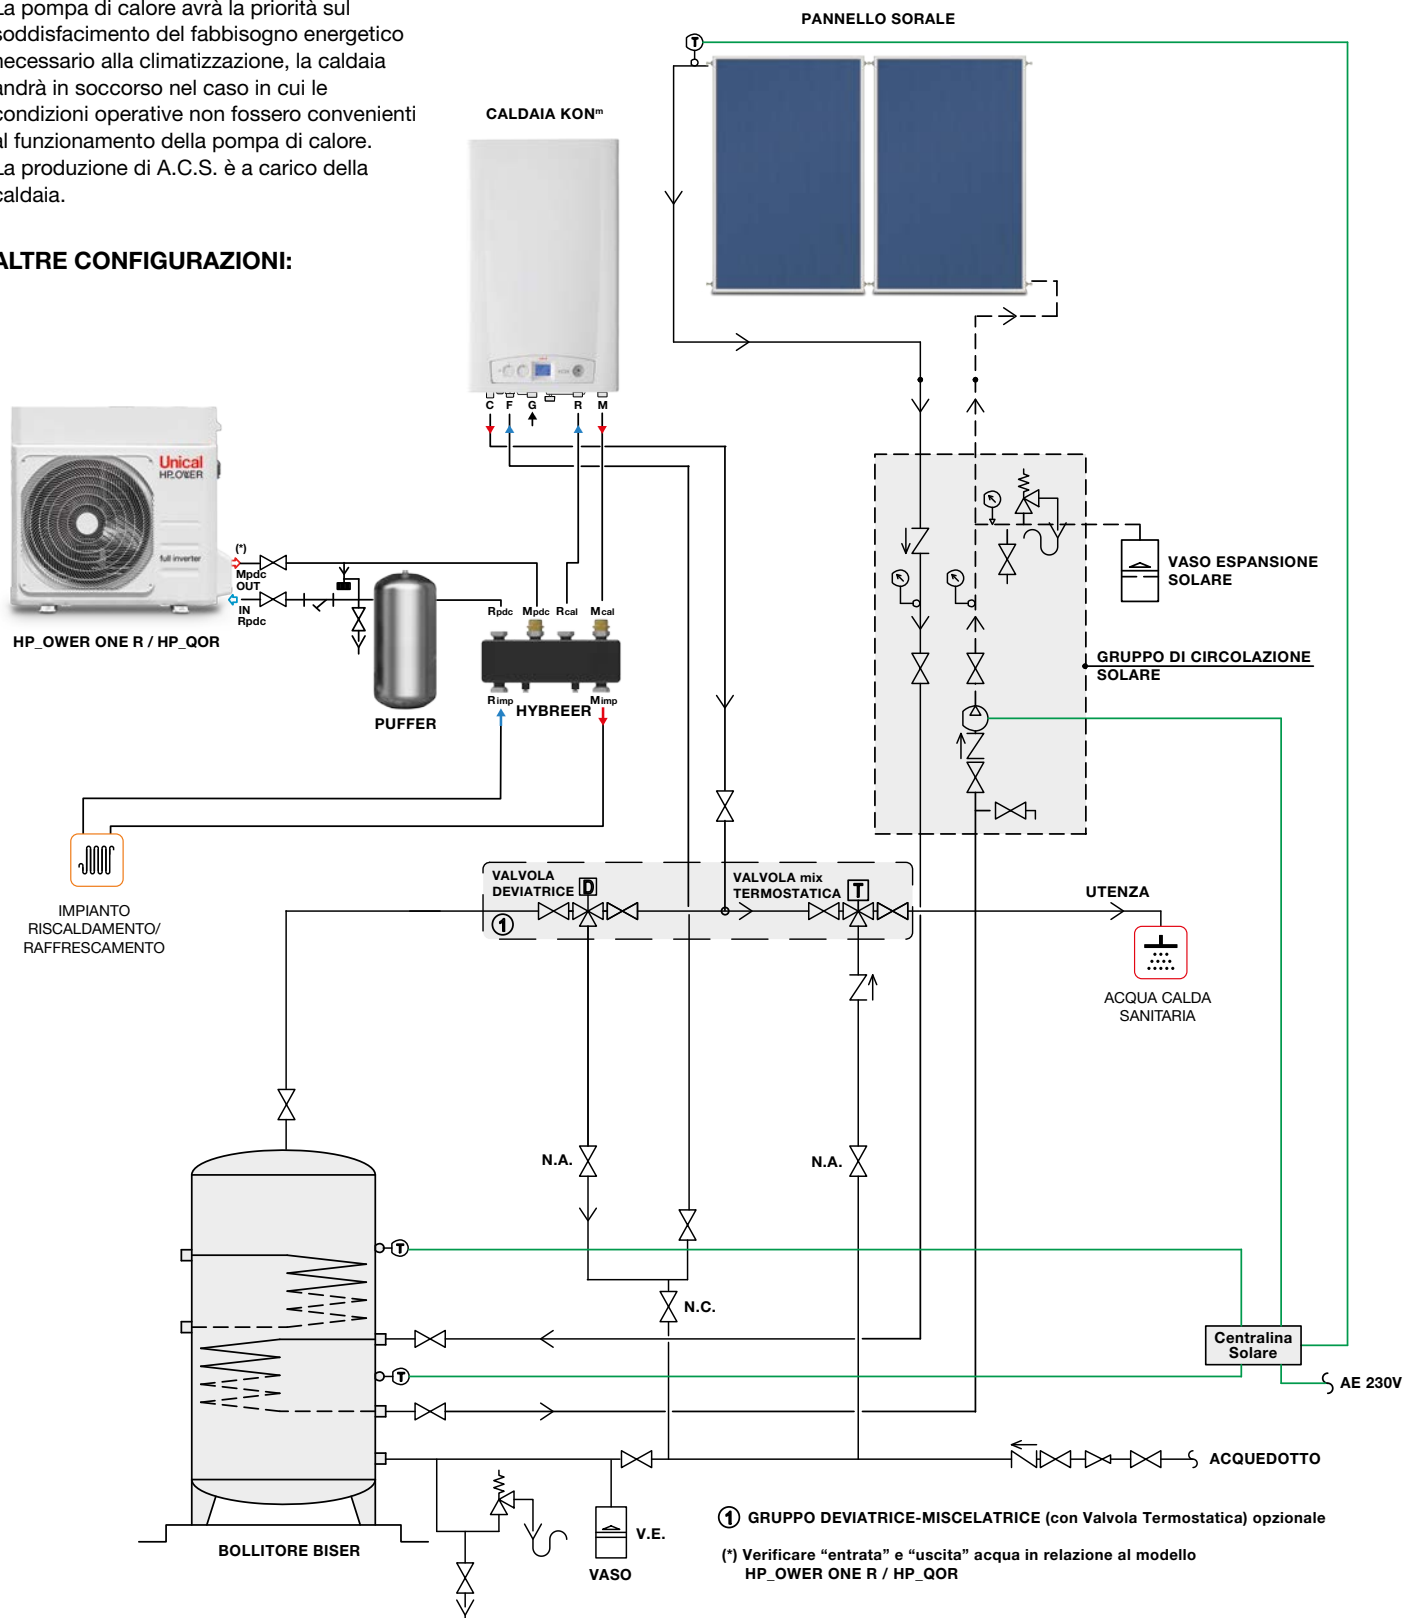 La pompa di calore avrà la priorità sul
soddisfacimento del fabbisogno energetico
necessario alla climatizzazione, la caldaia
andrà in soccorso nel caso in cui le
condizioni operative non fossero convenienti
al funzionamento della pompa di calore.
La produzione di A.C.S. è a carico della
caldaia.
ALTRE CONFIGURAZIONI:
PANNELLO SORALE
T
CALDAIA KONm
C F G R M
Unical
HP_OWER
full inverter
(*)
Mpdc
OUT
IN
Rpdc
HP_OWER ONE R / HP_QOR
PUFFER
Rpdc Mpdc Rcal Mcal
Rimp Mimp
HYBREER
VASO ESPANSIONE
SOLARE
GRUPPO DI CIRCOLAZIONE
SOLARE
IMPIANTO
RISCALDAMENTO/
RAFFRESCAMENTO
VALVOLA
DEVIATRICE
D
1
VALVOLA mix
TERMOSTATICA
T
UTENZA
ACQUA CALDA
SANITARIA
N.A.
N.A.
N.C.
T
T
Centralina
Solare
AE 230V
ACQUEDOTTO
BOLLITORE BISER
V.E.
VASO
1 GRUPPO DEVIATRICE-MISCELATRICE (con Valvola Termostatica) opzionale
(*) Verificare “entrata” e “uscita” acqua in relazione al modello
HP_OWER ONE R / HP_QOR